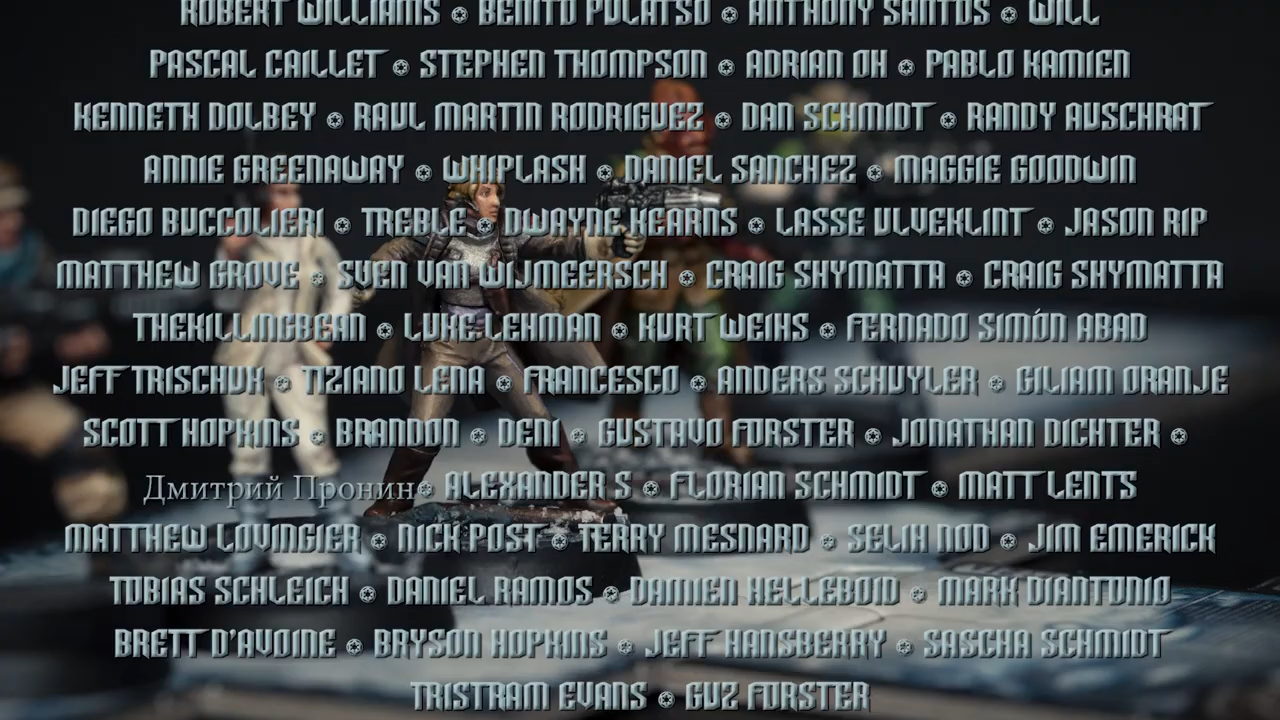 ROBERT WILLIAMS • BENITO PULATSO • ANTHONY SANTOS • WILL
PASCAL CAILLET • STEPHEN THOMPSON • ADRIAN OH • PABLO KAMIEN
KENNETH DOLBEY • RAUL MARTIN RODRIGUEZ • DAN SCHMIDT • RANDY AUSCHRAT
ANNIE GREENAWAY • WHIPLASH • DANIEL SANCHEZ • MAGGIE GOODWIN
DIEGO BUCCOLIERI • TREBLE • DWAYNE KEARNS • LASSE ULVEKLINT • JASON RIP
MATTHEW GROVE • SVEN VAN WIJMEERSCH • CRAIG SHYMATTA • CRAIG SHYMATTA
THEKILLINGBEAN • LUKE LEHMAN • KURT WEIHS • FERNADO SIMÓN ABAD
JEFF TRISCHUK • TIZIANO LENA • FRANCESCO • ANDERS SCHUYLER • GILIAM ORANJE
SCOTT HOPKINS • BRANDON • DENI • GUSTAVO FORSTER • JONATHAN DICHTER •
Дмитрий Пронин • ALEXANDER S • FLORIAN SCHMIDT • MATT LENTS
MATTHEW LOVINGIER • NICK POST • TERRY MESNARD • SELIH NOD • JIM EMERICK
TOBIAS SCHLEICH • DANIEL RAMOS • DAMIEN HELLEBOID • MARK DIANTONIO
BRETT D'AVOINE • BRYSON HOPKINS • JEFF HANSBERRY • SASCHA SCHMIDT
TRISTRAM EVANS • GUZ FORSTER